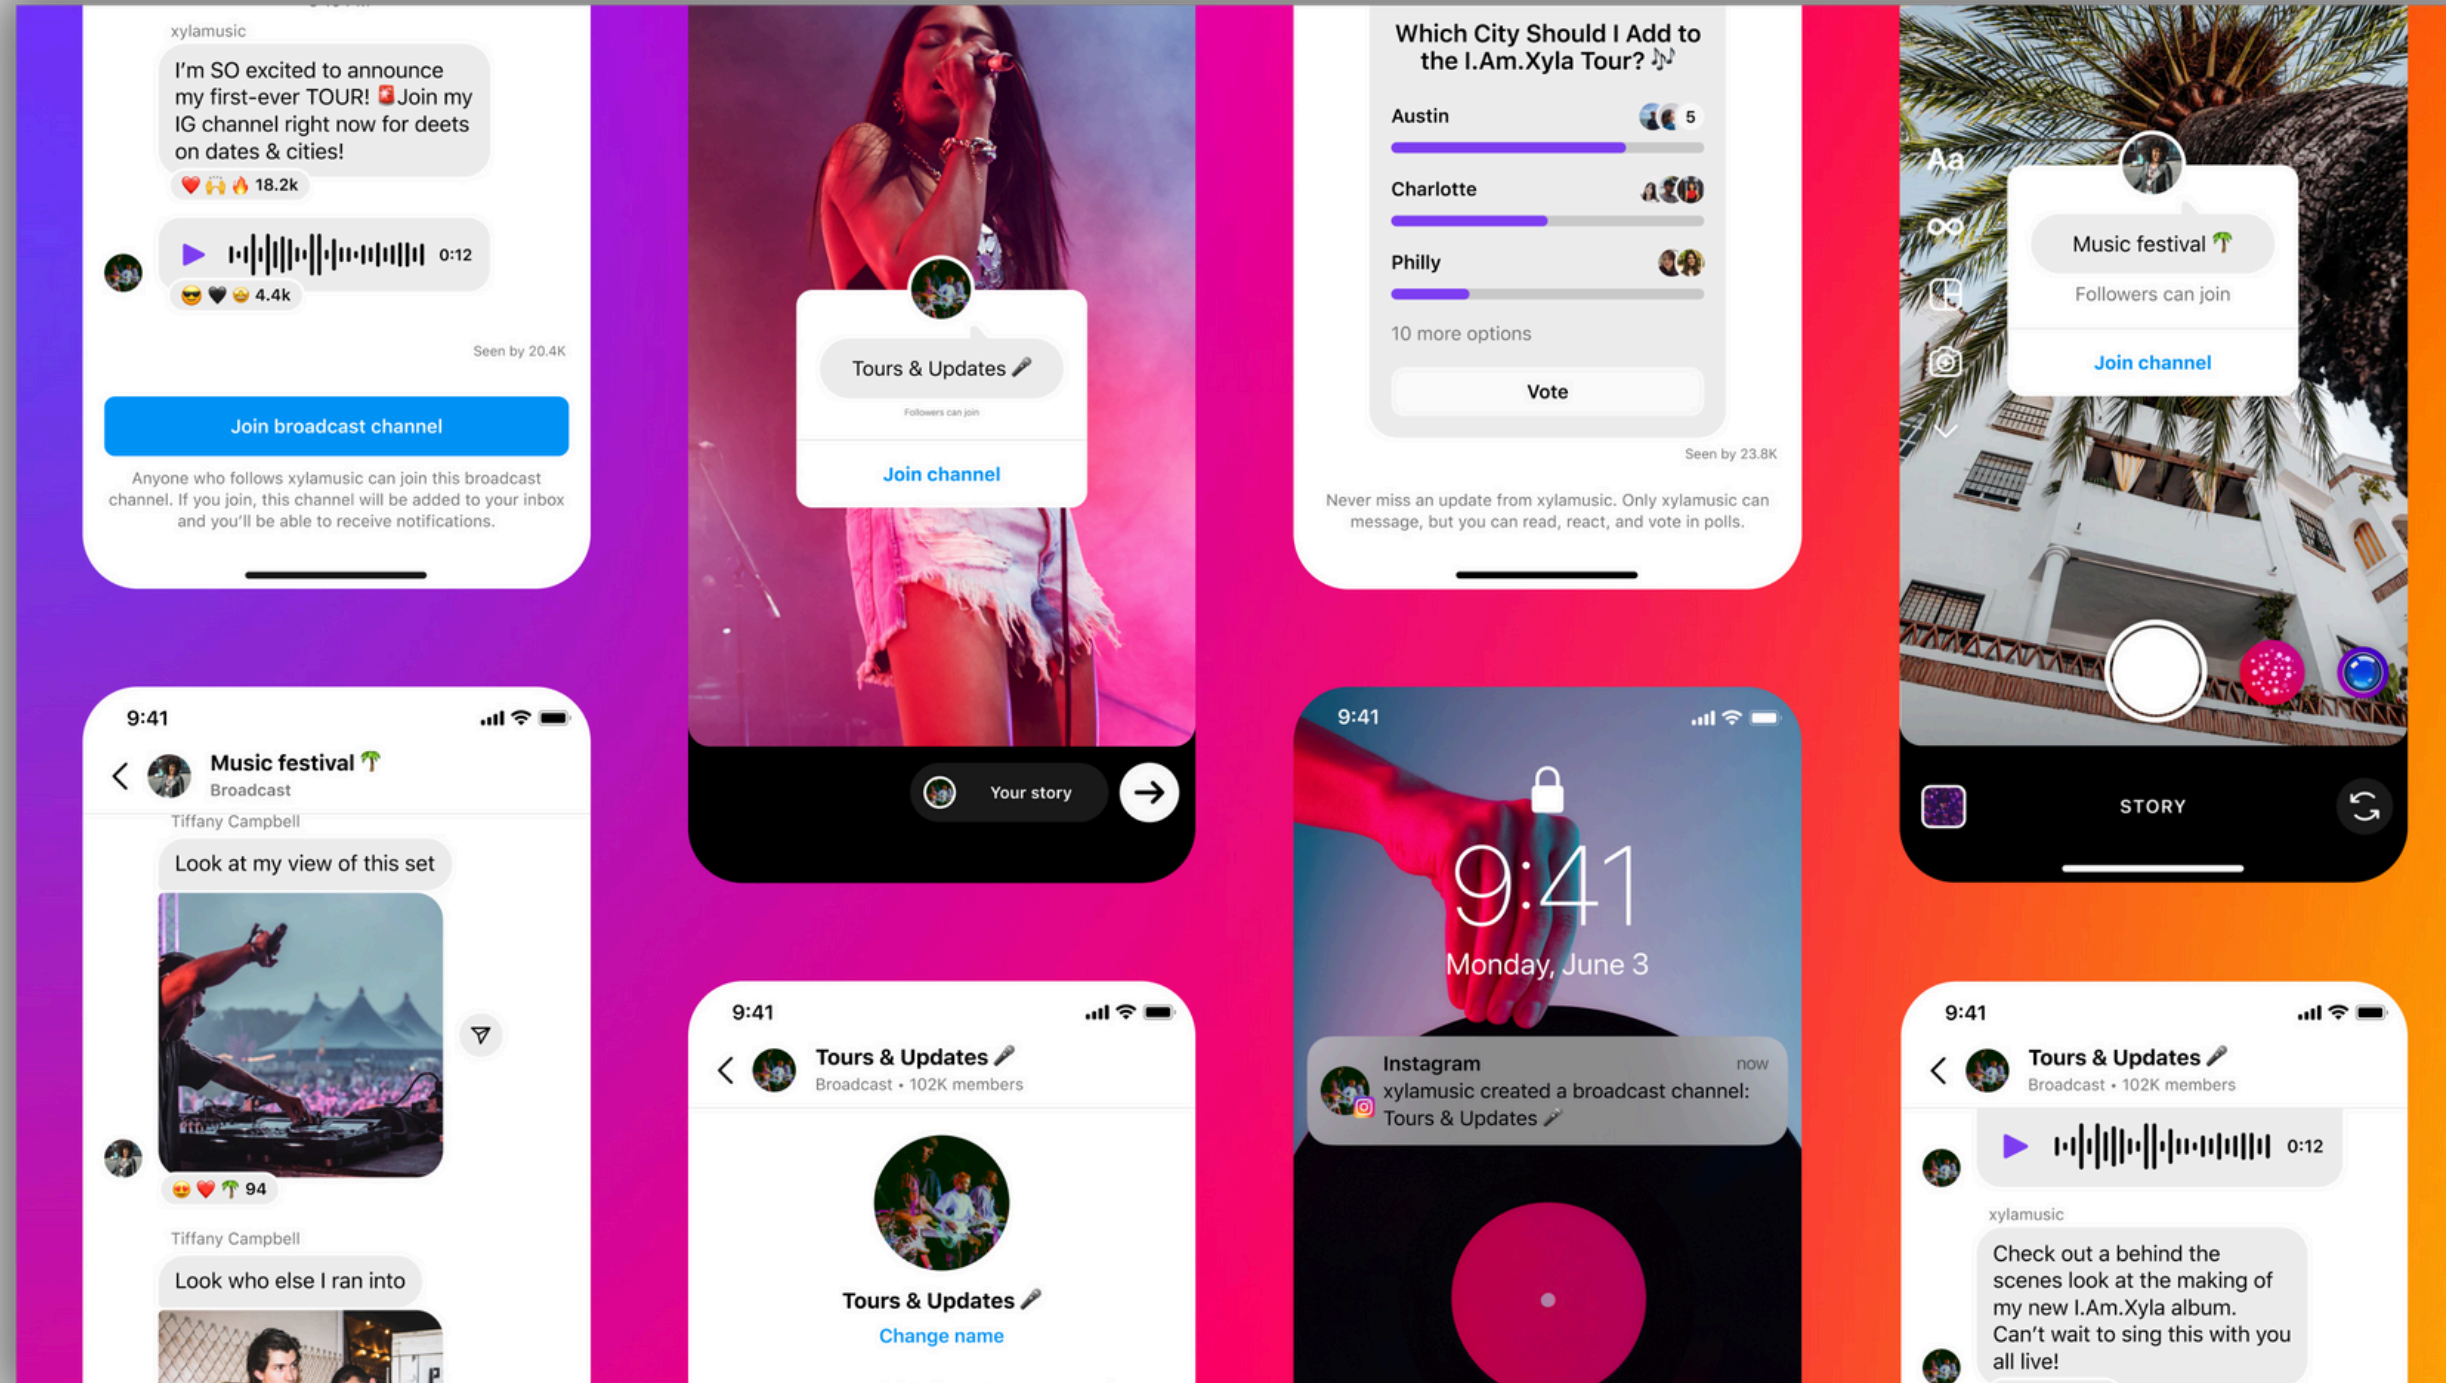 xylamusic
I'm SO excited to announce
my first-ever TOUR! 🚨Join my
IG channel right now for deets
on dates & cities!
❤️🙌🔥 18.2k
0:12
😎🖤🤩 4.4k
Seen by 20.4K
Join broadcast channel
Anyone who follows xylamusic can join this broadcast
channel. If you join, this channel will be added to your inbox
and you'll be able to receive notifications.
9:41
Music festival 🌴
Broadcast
Tiffany Campbell
Look at my view of this set
😍❤️🌴 94
Tiffany Campbell
Look who else I ran into
Tours & Updates 🎤
Followers can join
Join channel
Your story
9:41
Tours & Updates 🎤
Broadcast • 102K members
Tours & Updates 🎤
Change name
Which City Should I Add to
the I.Am.Xyla Tour? 🎶
Austin
5
Charlotte
Philly
10 more options
Vote
Seen by 23.8K
Never miss an update from xylamusic. Only xylamusic can
message, but you can read, react, and vote in polls.
9:41
9:41
Monday, June 3
Instagram
now
xylamusic created a broadcast channel:
Tours & Updates 🎤
Aa
Music festival 🌴
Followers can join
Join channel
STORY
9:41
Tours & Updates 🎤
Broadcast • 102K members
0:12
xylamusic
Check out a behind the
scenes look at the making of
my new I.Am.Xyla album.
Can't wait to sing this with you
all live!